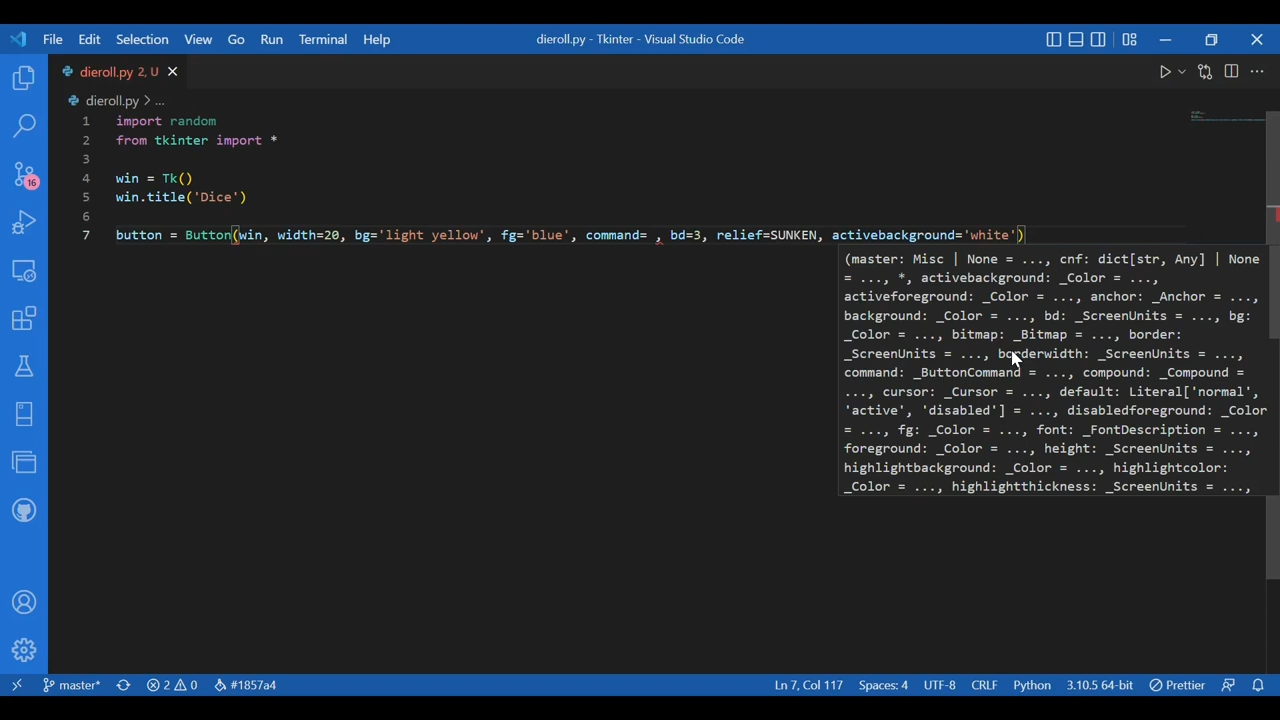 File Edit Selection View Go Run Terminal Help dieroll.py - Tkinter - Visual Studio Code
dieroll.py 2, U
dieroll.py > ...
1 import random
2 from tkinter import *
3
4 win = Tk()
5 win.title('Dice')
6
7 button = Button(win, width=20, bg='light yellow', fg='blue', command= , bd=3, relief=SUNKEN, activebackground='white')
(master: Misc | None = ..., cnf: dict[str, Any] | None
= ..., *, activebackground: _Color = ...,
activeforeground: _Color = ..., anchor: _Anchor = ...,
background: _Color = ..., bd: _ScreenUnits = ..., bg:
_Color = ..., bitmap: _Bitmap = ..., border:
_ScreenUnits = ..., borderwidth: _ScreenUnits = ...,
command: _ButtonCommand = ..., compound: _Compound =
..., cursor: _Cursor = ..., default: Literal['normal',
'active', 'disabled'] = ..., disabledforeground: _Color
= ..., fg: _Color = ..., font: _FontDescription = ...,
foreground: _Color = ..., height: _ScreenUnits = ...,
highlightbackground: _Color = ..., highlightcolor:
_Color = ..., highlightthickness: _ScreenUnits = ...,
16
master* 2 0 #1857a4 Ln 7, Col 117 Spaces: 4 UTF-8 CRLF Python 3.10.5 64-bit Prettier